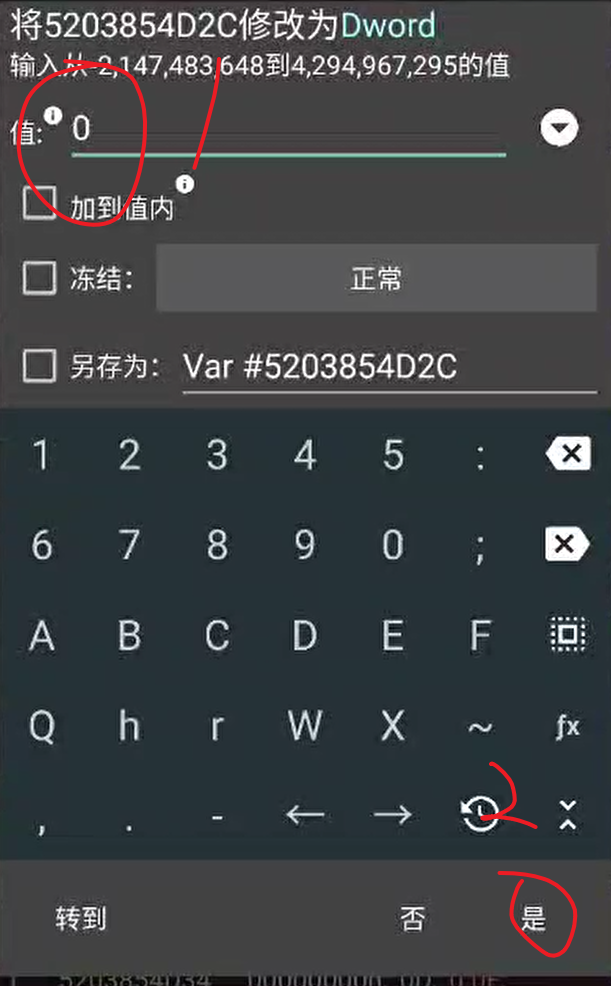 将5203854D2C修改为Dword
输入从-2,147,483,648到4,294,967,295的值
值: 0
加到值内
冻结: 正常
另存为: Var #5203854D2C
1 2 3 4 5 :
6 7 8 9 0 ;
A B C D E F
Q h r W X ~ ƒx
, . - ← →
2
转到 否 是